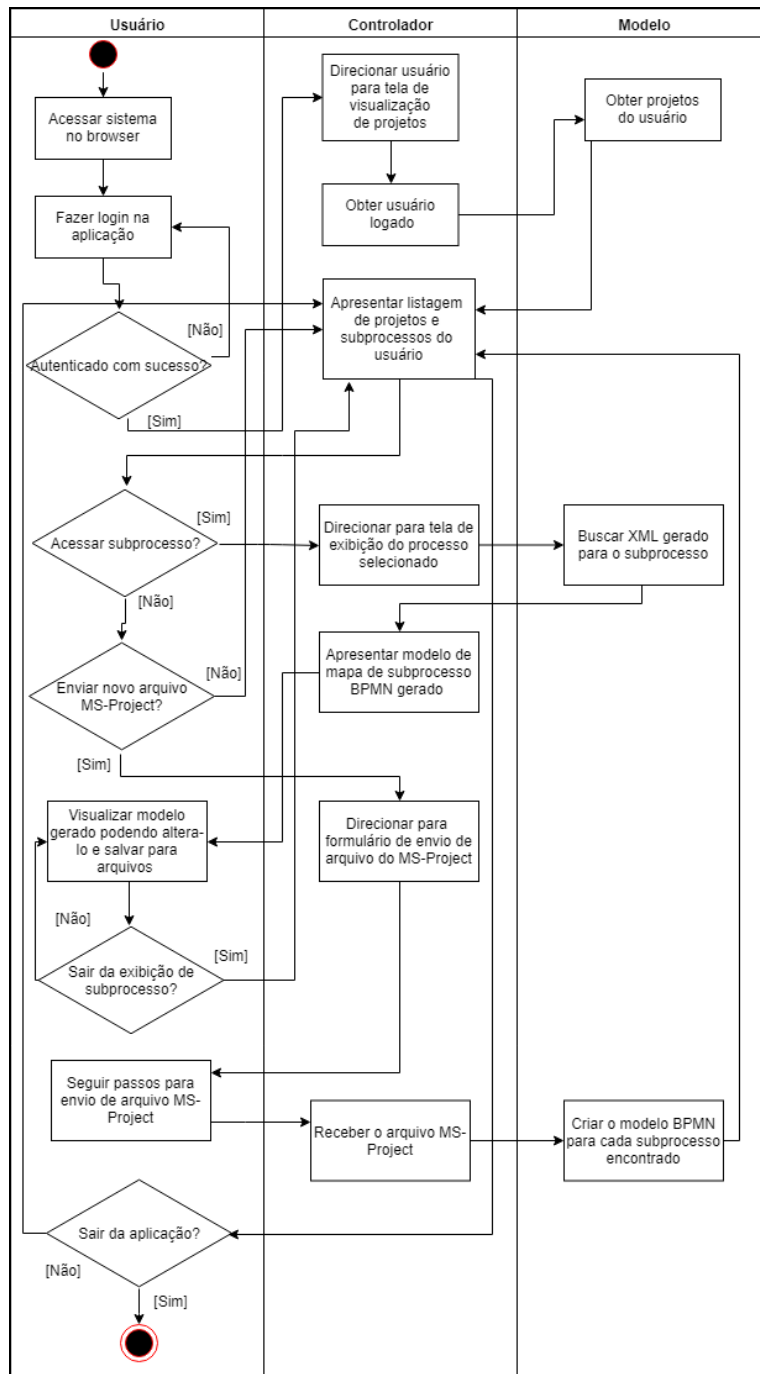 Usuário
Controlador
Modelo
Direcionar usuário
para tela de
visualização
de projetos
Obter projetos
do usuário
Acessar sistema
no browser
Fazer login na
aplicação
Obter usuário
logado
Apresentar listagem
de projetos e
subprocessos do
usuário
[Não]
Autenticado com sucesso?
[Sim]
[Sim]
Acessar subprocesso?
Direcionar para tela de
exibição do processo
selecionado
Buscar XML gerado
para o subprocesso
[Não]
Apresentar modelo de
mapa de subprocesso
BPMN gerado
[Não]
Enviar novo arquivo
MS-Project?
[Sim]
Visualizar modelo
gerado podendo altera-
lo e salvar para
arquivos
Direcionar para
formulário de envio de
arquivo do MS-Project
[Não]
[Sim]
Sair da exibição de
subprocesso?
Seguir passos para
envio de arquivo MS-
Project
Receber o arquivo MS-
Project
Criar o modelo BPMN
para cada subprocesso
encontrado
Sair da aplicação?
[Não]
[Sim]